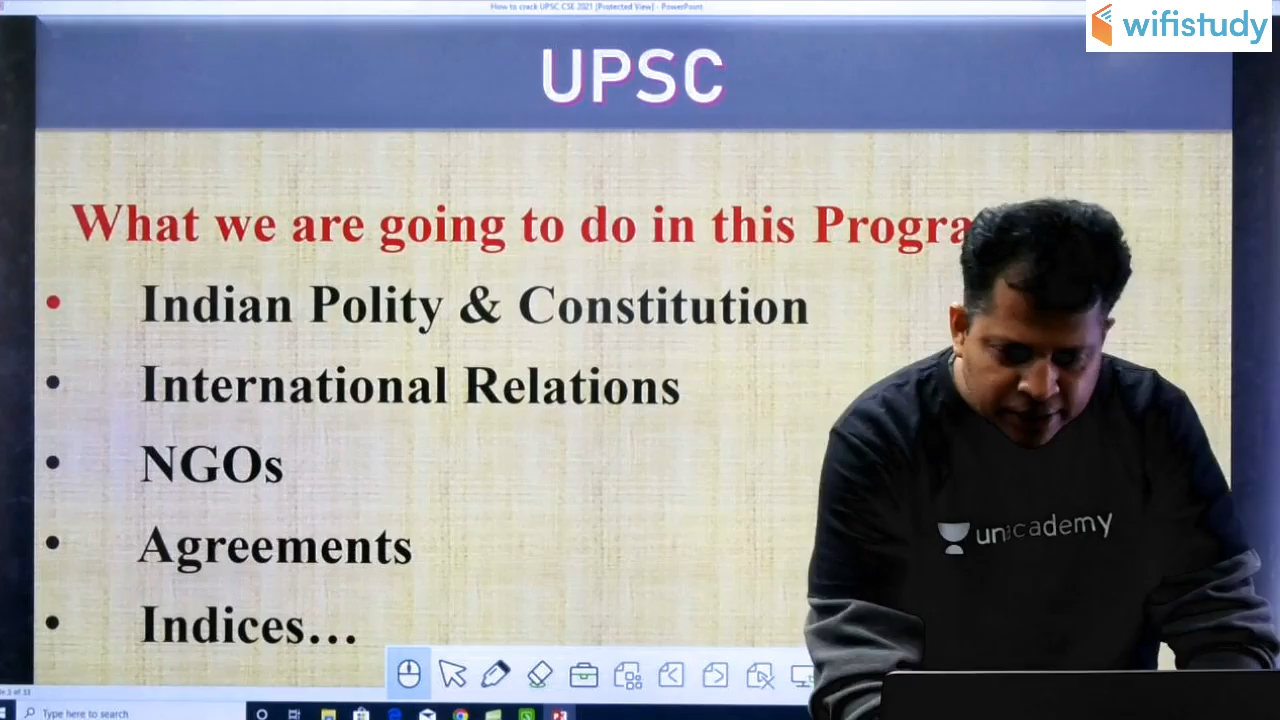 How to crack UPSC CSE 2021 [Protected View] - PowerPoint
wifistudy
UPSC
What we are going to do in this Progra
• Indian Polity & Constitution
• International Relations
• NGOs
• Agreements
• Indices...
unacademy
Type here to search